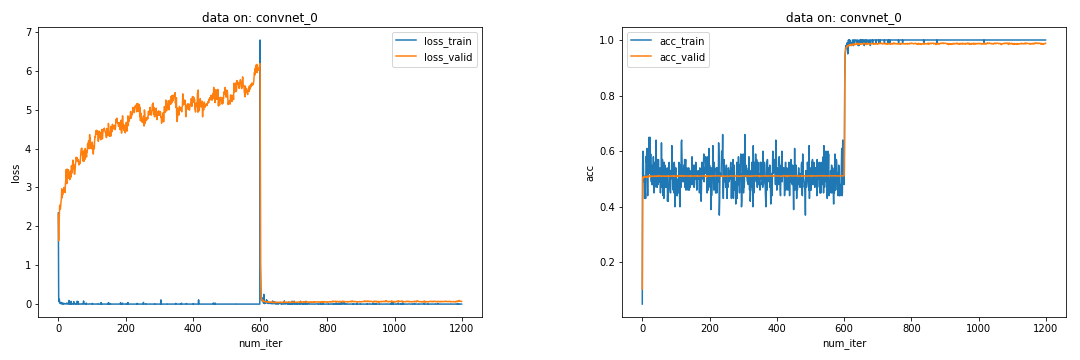 data on: convnet_0
7
6
5
4
3
2
1
0
loss
0
200
400
600
800
1000
1200
num_iter
loss_train
loss_valid
data on: convnet_0
1.0
0.8
0.6
0.4
0.2
acc
0
200
400
600
800
1000
1200
num_iter
acc_train
acc_valid